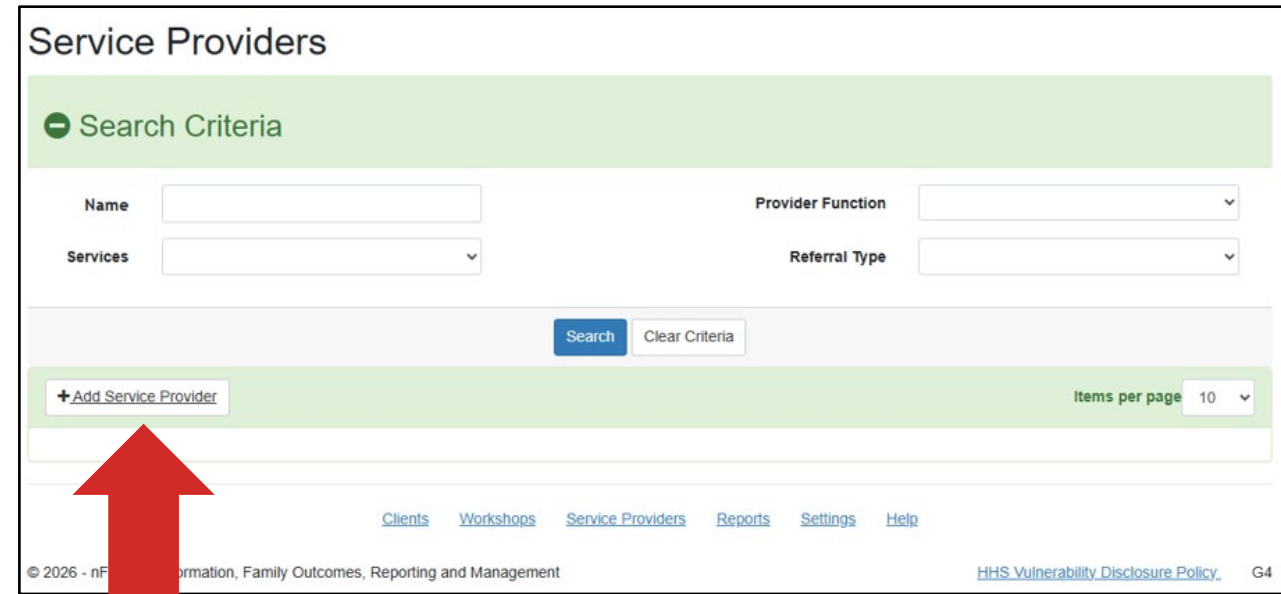 Service Providers
Search Criteria
Name
Provider Function
Services
Referral Type
Search Clear Criteria
+Add Service Provider
Items per page 10
Clients Workshops Service Providers Reports Settings Help
© 2026 - nF ormation, Family Outcomes, Reporting and Management
HHS Vulnerability Disclosure Policy G4